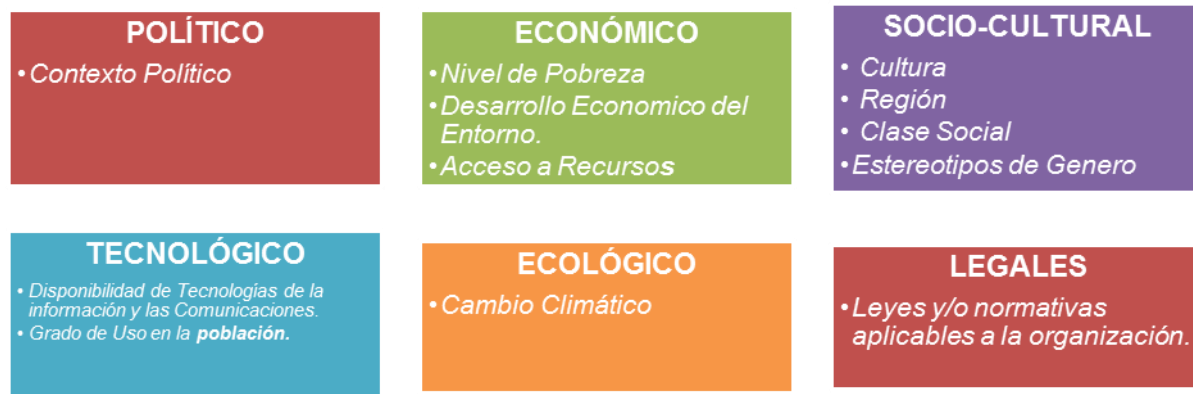 POLÍTICO
• Contexto Político
ECONÓMICO
• Nivel de Pobreza
• Desarrollo Economico del
Entorno.
• Acceso a Recursos
SOCIO-CULTURAL
• Cultura
• Región
• Clase Social
• Estereotipos de Genero
TECNOLÓGICO
• Disponibilidad de Tecnologías de la
información y las Comunicaciones.
• Grado de Uso en la población.
ECOLÓGICO
• Cambio Climático
LEGALES
• Leyes y/o normativas
aplicables a la organización.